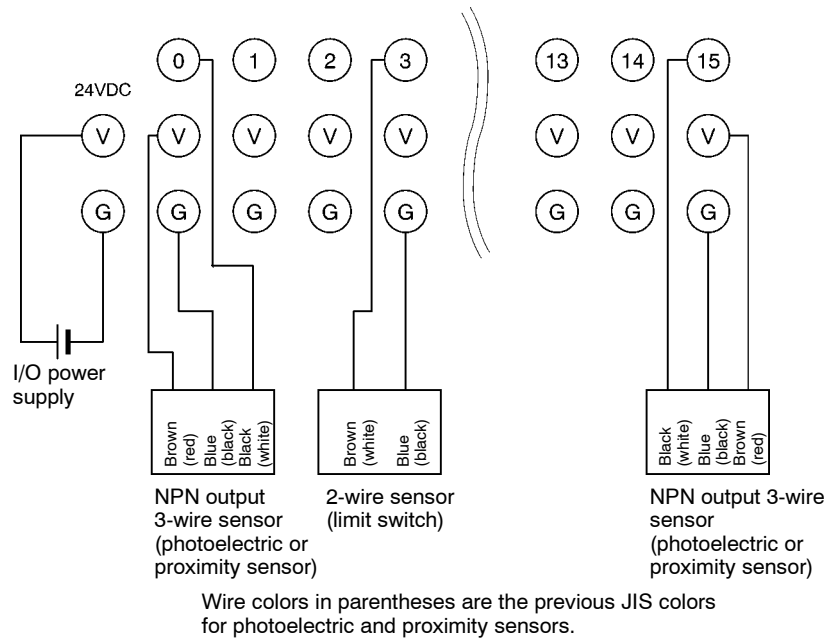 0 1 2 3 13 14 15
24VDC
V V V V V V V V
G G G G G G G G
I/O power
supply
Brown
(red)
Blue
(black)
Black
(white)
Brown
(white)
Blue
(black)
Black
(white)
Blue
(black)
Brown
(red)
NPN output
3-wire sensor
(photoelectric or
proximity sensor)
2-wire sensor
(limit switch)
NPN output 3-wire
sensor
(photoelectric or
proximity sensor)
Wire colors in parentheses are the previous JIS colors
for photoelectric and proximity sensors.